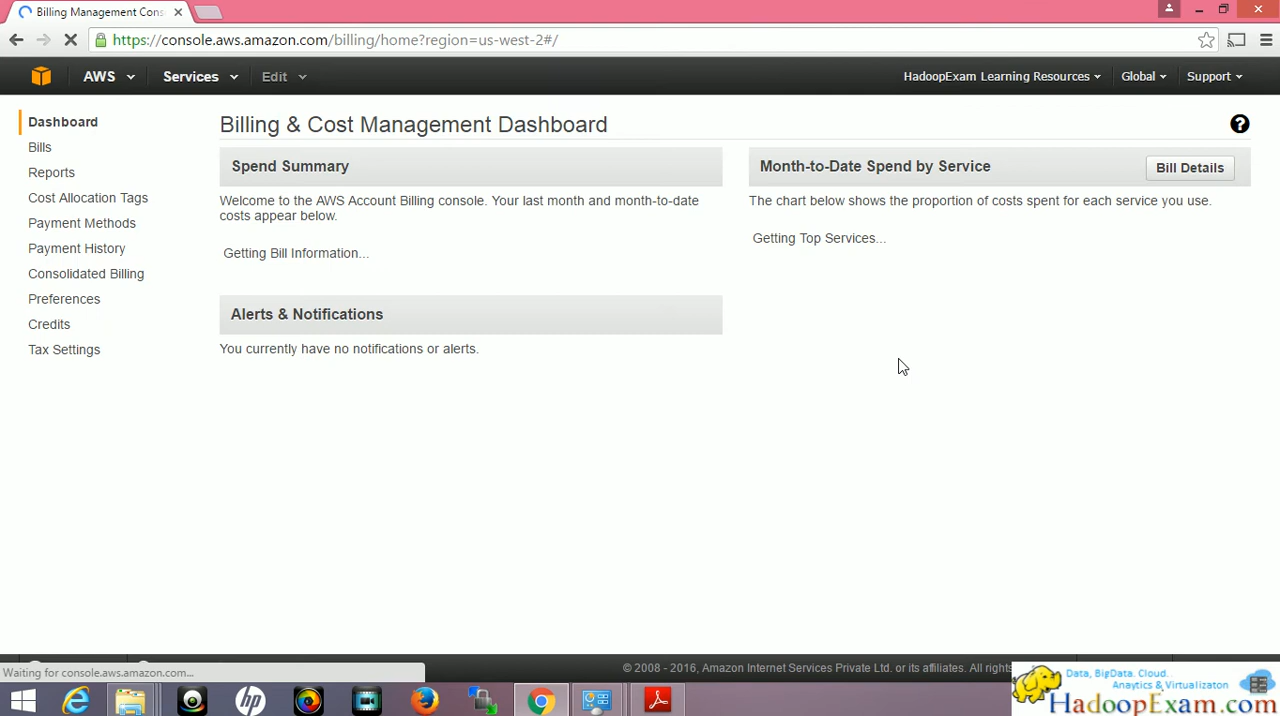 Billing Management Cons
https://console.aws.amazon.com/billing/home?region=us-west-2#/
AWS Services Edit HadoopExam Learning Resources Global Support
Dashboard
Bills
Reports
Cost Allocation Tags
Payment Methods
Payment History
Consolidated Billing
Preferences
Credits
Tax Settings
Billing & Cost Management Dashboard
Spend Summary
Welcome to the AWS Account Billing console. Your last month and month-to-date
costs appear below.
Getting Bill Information...
Alerts & Notifications
You currently have no notifications or alerts.
Month-to-Date Spend by Service
Bill Details
The chart below shows the proportion of costs spent for each service you use.
Getting Top Services...
Waiting for console.aws.amazon.com...
© 2008 - 2016, Amazon Internet Services Private Ltd. or its affiliates. All rights
Data, BigData. Cloud..
Anaytics & Virtualizaton
HadoopExam.com